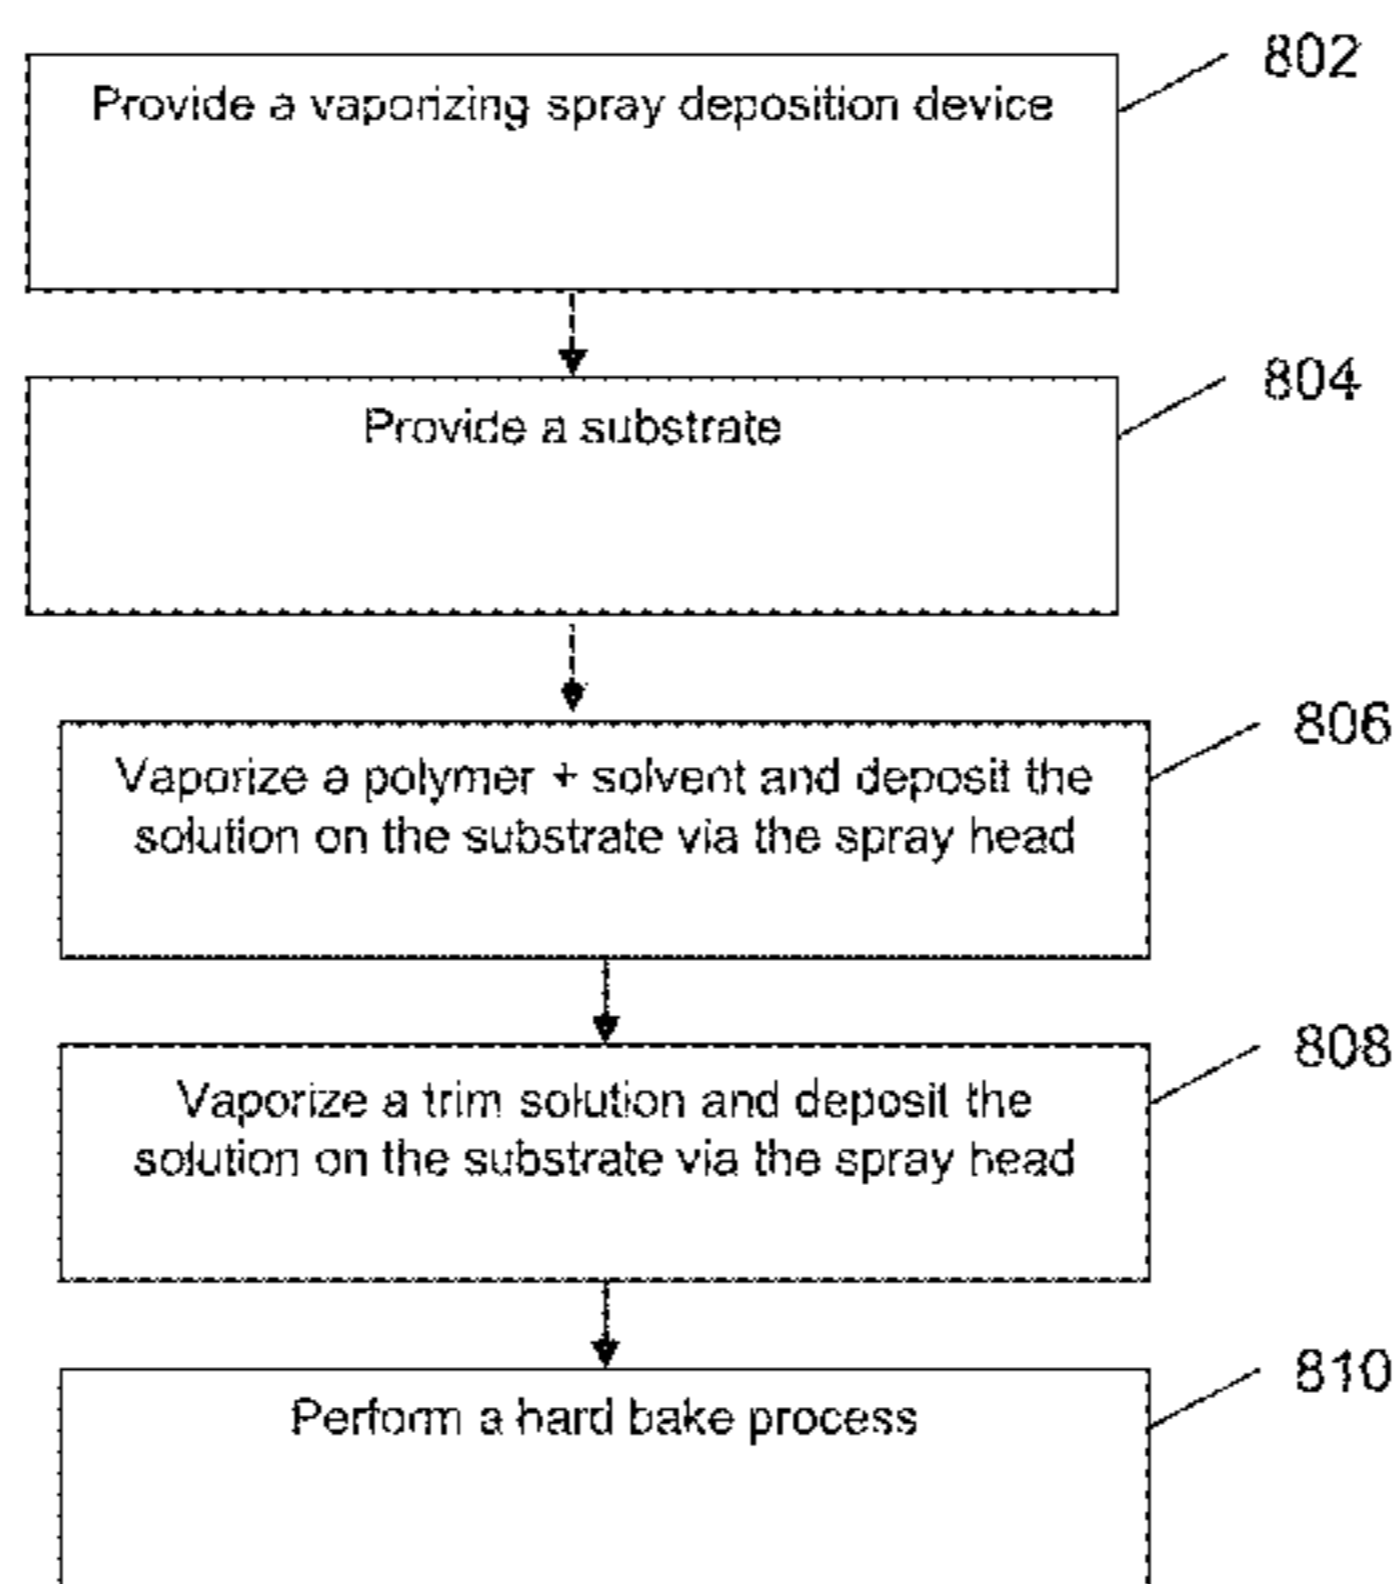 802
Provide a vaporizing spray deposition device
804
Provide a substrate
806
Vaporize a polymer + solvent and deposit the
solution on the substrate via the spray head
808
Vaporize a trim solution and deposit the
solution on the substrate via the spray head
810
Perform a hard bake process